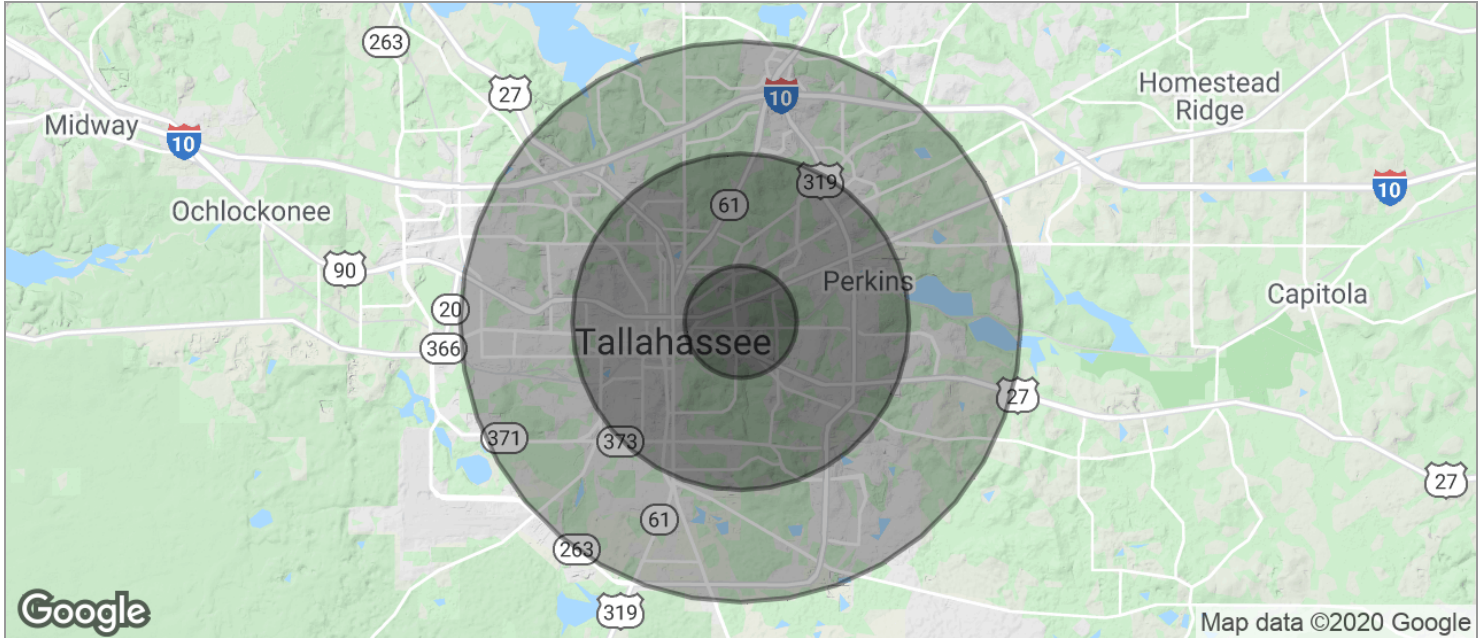 263
27
10
Homestead
Ridge
Midway
10
319
10
Ochlockonee
61
90
Perkins
Capitola
20
Tallahassee
366
27
371
373
27
61
263
Google
319
Map data ©2020 Google